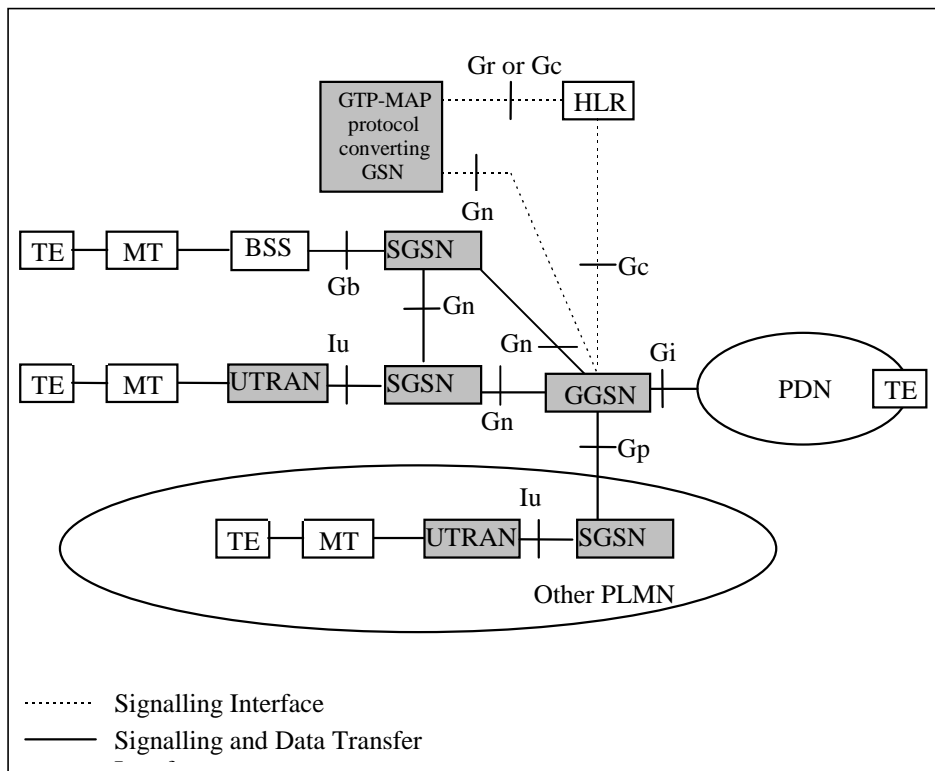 Gr or Gc
GTP-MAP
protocol
converting
GSN
HLR
Gn
TE
MT
BSS
Gb
SGSN
Gn
Gc
Gn
TE
MT
UTRAN
Iu
SGSN
Gn
GGSN
Gi
PDN
TE
Gp
TE
MT
UTRAN
Iu
SGSN
Other PLMN
Signalling Interface
Signalling and Data Transfer